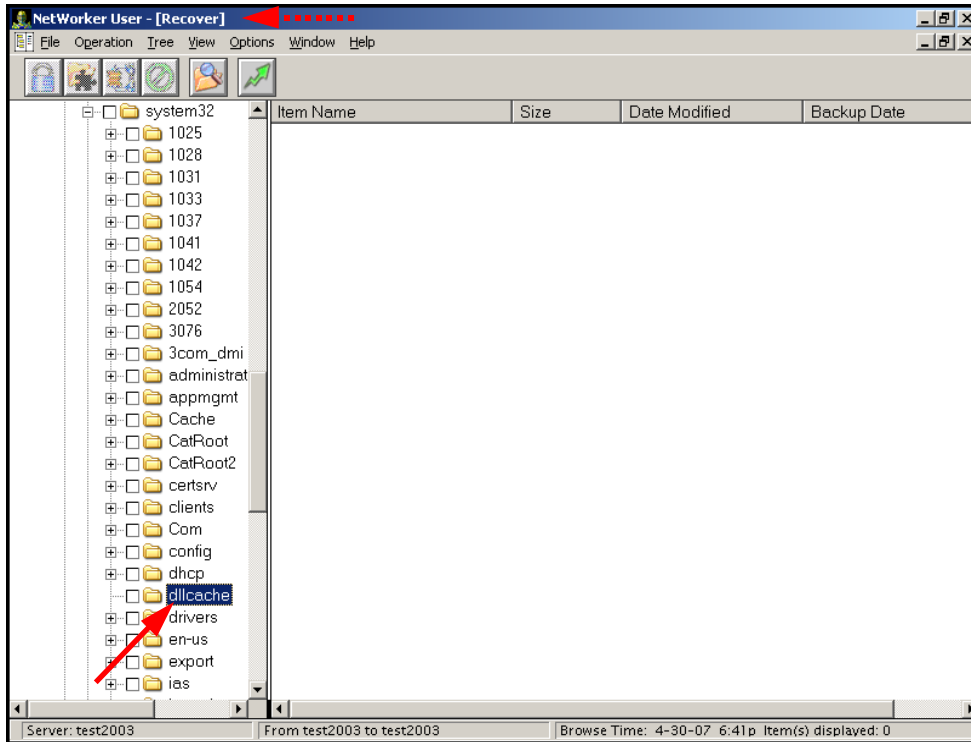 NetWorker User - [Recover]
File Operation Tree View Options Window Help
Item Name Size Date Modified Backup Date
system32
1025
1028
1031
1033
1037
1041
1042
1054
2052
3076
3com_dmi
administrat
appmgmt
Cache
CatRoot
CatRoot2
certsrv
clients
Com
config
dhcp
dllcache
drivers
en-us
export
ias
Server: test2003 From test2003 to test2003 Browse Time: 4-30-07 6:41p Item(s) displayed: 0